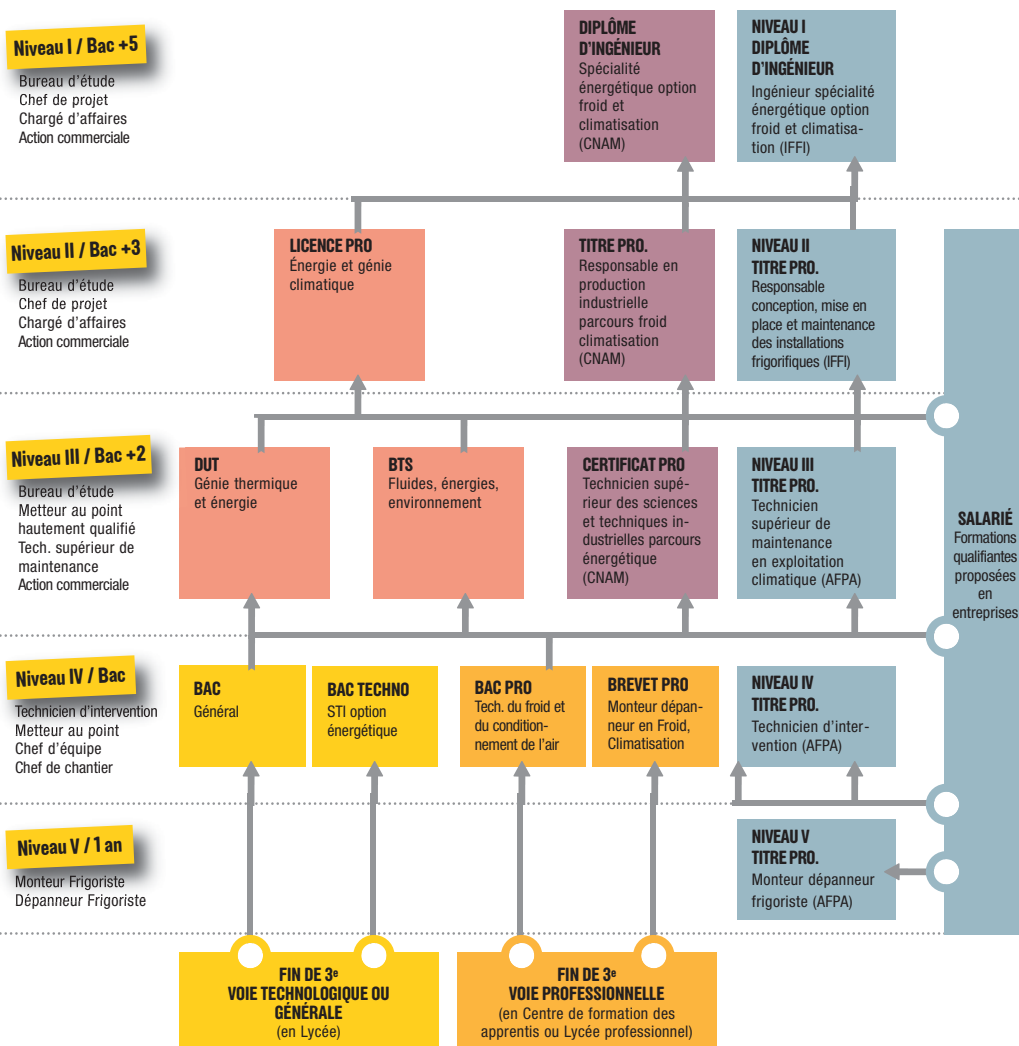 Niveau I / Bac +5
Bureau d'étude
Chef de projet
Chargé d'affaires
Action commerciale
DIPLÔME
D'INGÉNIEUR
Spécialité
énergétique option
froid et
climatisation
(CNAM)
NIVEAU I
DIPLÔME
D'INGÉNIEUR
Ingénieur spécialité
énergétique option
froid et climatisa-
tion (IFFI)
Niveau II / Bac +3
Bureau d'étude
Chef de projet
Chargé d'affaires
Action commerciale
LICENCE PRO
Énergie et génie
climatique
TITRE PRO.
Responsable en
production
industrielle
parcours froid
climatisation
(CNAM)
NIVEAU II
TITRE PRO.
Responsable
conception, mise en
place et maintenance
des installations
frigorifiques (IFFI)
Niveau III / Bac +2
Bureau d'étude
Metteur au point
hautement qualifié
Tech. supérieur de
maintenance
Action commerciale
DUT
Génie thermique
et énergie
BTS
Fluides, énergies,
environnement
CERTIFICAT PRO
Technicien supé-
rieur des sciences
et techniques in-
dustrielles parcours
énergétique
(CNAM)
NIVEAU III
TITRE PRO.
Technicien
supérieur de
maintenance
en exploitation
climatique (AFPA)
SALARIÉ
Formations
qualifiantes
proposées
en
entreprises
Niveau IV / Bac
Technicien d'intervention
Metteur au point
Chef d'équipe
Chef de chantier
BAC
Général
BAC TECHNO
STI option
énergétique
BAC PRO
Tech. du froid et
du condition-
nement de l'air
BREVET PRO
Monteur dépan-
neur en Froid,
Climatisation
NIVEAU IV
TITRE PRO.
Technicien d'inter-
vention (AFPA)
Niveau V / 1 an
Monteur Frigoriste
Dépanneur Frigoriste
NIVEAU V
TITRE PRO.
Monteur dépanneur
frigoriste (AFPA)
FIN DE 3e
VOIE TECHNOLOGIQUE OU
GÉNÉRALE
(en Lycée)
FIN DE 3e
VOIE PROFESSIONNELLE
(en Centre de formation des
apprentis ou Lycée professionnel)